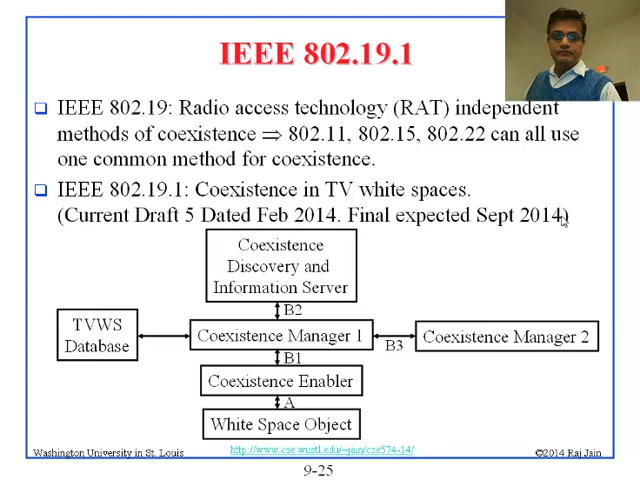 IEEE 802.19.1
IEEE 802.19: Radio access technology (RAT) independent
methods of coexistence ⇒ 802.11, 802.15, 802.22 can all use
one common method for coexistence.
IEEE 802.19.1: Coexistence in TV white spaces.
(Current Draft 5 Dated Feb 2014. Final expected Sept 2014)
Coexistence
Discovery and
Information Server
B2
TVWS
Database
Coexistence Manager 1
B3
Coexistence Manager 2
B1
Coexistence Enabler
A
White Space Object
Washington University in St. Louis
http://www.cse.wustl.edu/~jain/cse574-14/
©2014 Raj Jain
9-25